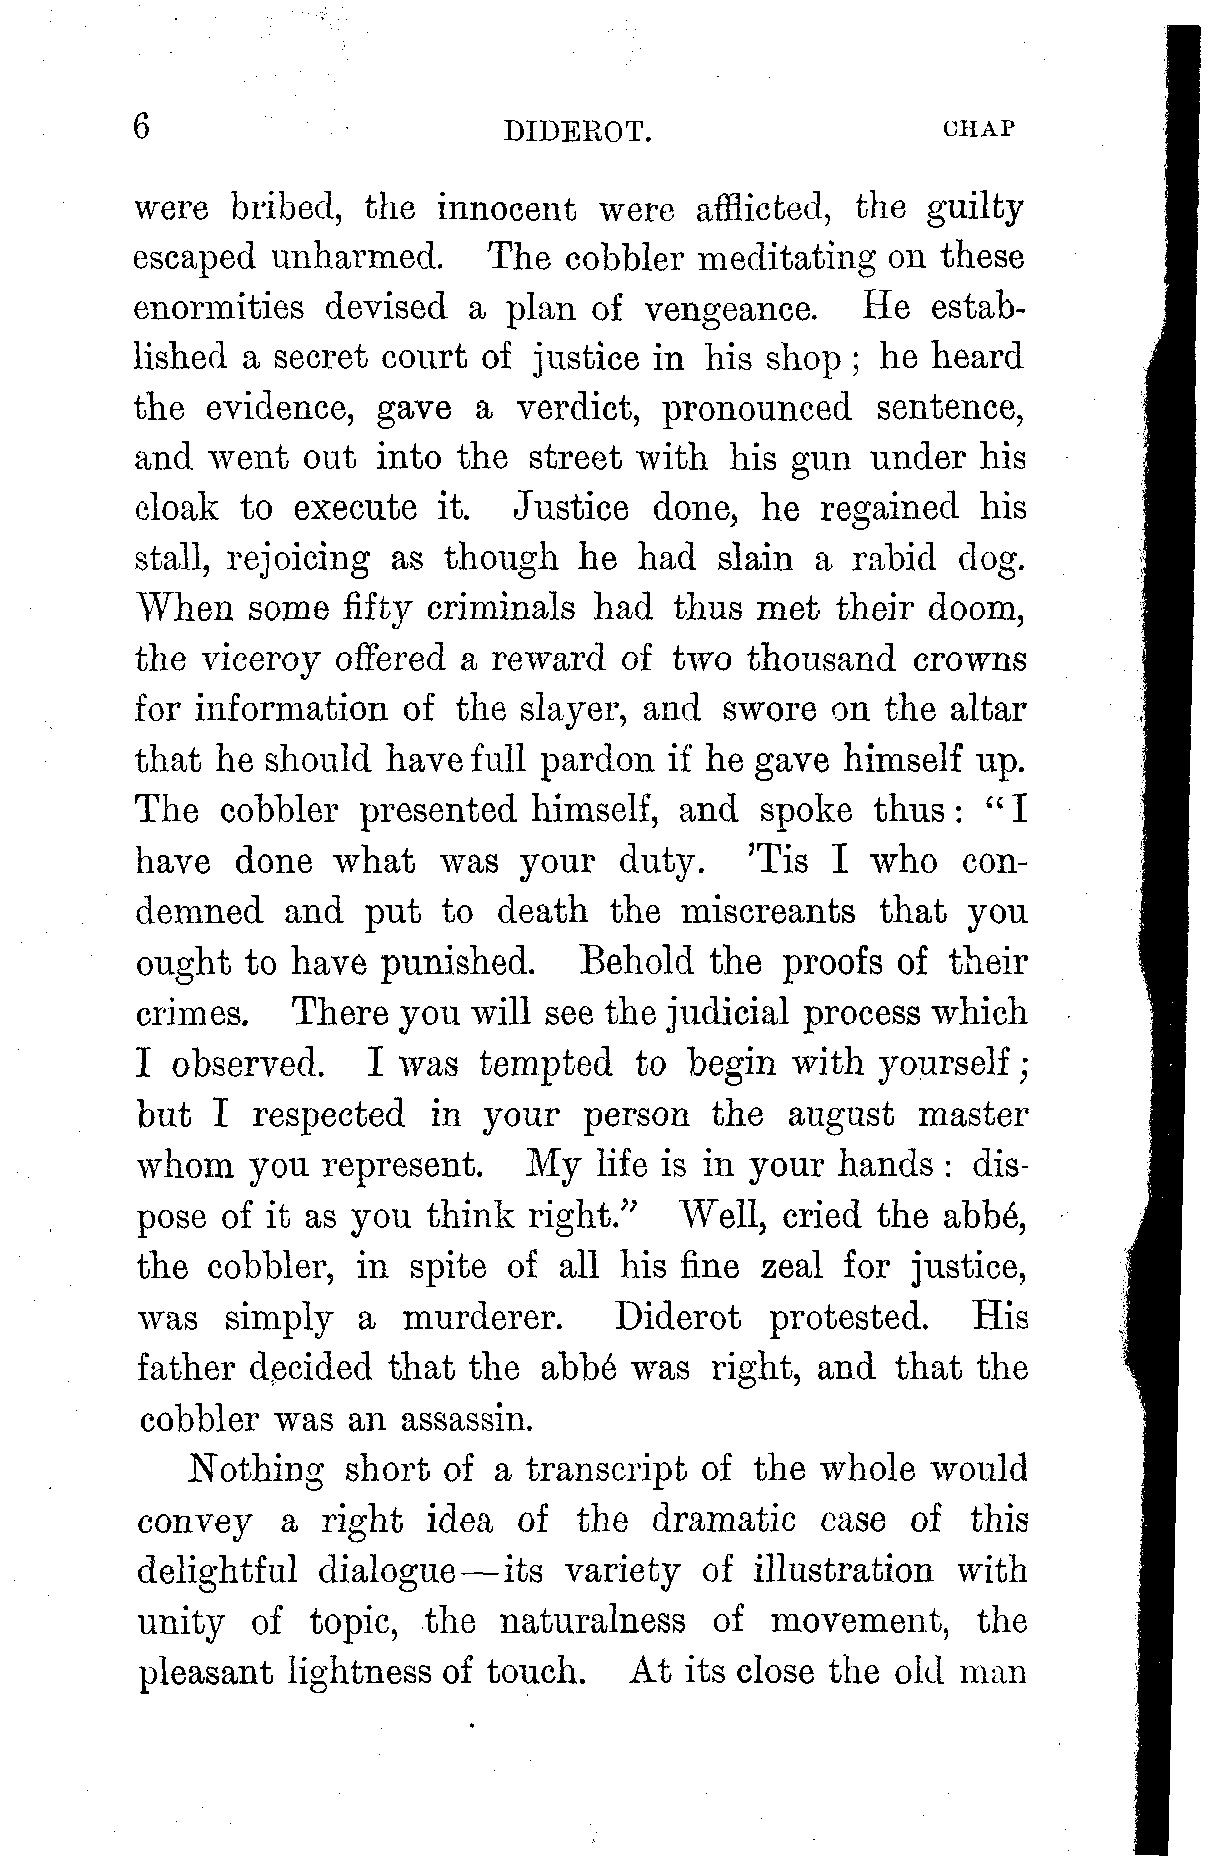 6 DIDEROT. CHAP
were bribed, the innocent were afflicted, the guilty
escaped unharmed. The cobbler meditating on these
enormities devised a plan of vengeance. He estab-
lished a secret court of justice in his shop ; he heard
the evidence, gave a verdict, pronounced sentence,
and went out into the street with his gun under his
cloak to execute it. Justice done, he regained his
stall, rejoicing as though he had slain a rabid dog.
When some fifty criminals had thus met their doom,
the viceroy offered a reward of two thousand crowns
for information of the slayer, and swore on the altar
that he should have full pardon if he gave himself up.
The cobbler presented himself, and spoke thus : “ I
have done what was your duty. ’Tis I who con-
demned and put to death the miscreants that you
ought to have punished. Behold the proofs of their
crimes. There you will see the judicial process which
I observed. I was tempted to begin with yourself ;
but I respected in your person the august master
whom you represent. My life is in your hands : dis-
pose of it as you think right.” Well, cried the abbé,
the cobbler, in spite of all his fine zeal for justice,
was simply a murderer. Diderot protested. His
father decided that the abbé was right, and that the
cobbler was an assassin.
Nothing short of a transcript of the whole would
convey a right idea of the dramatic ease of this
delightful dialogue—its variety of illustration with
unity of topic, the naturalness of movement, the
pleasant lightness of touch. At its close the old man